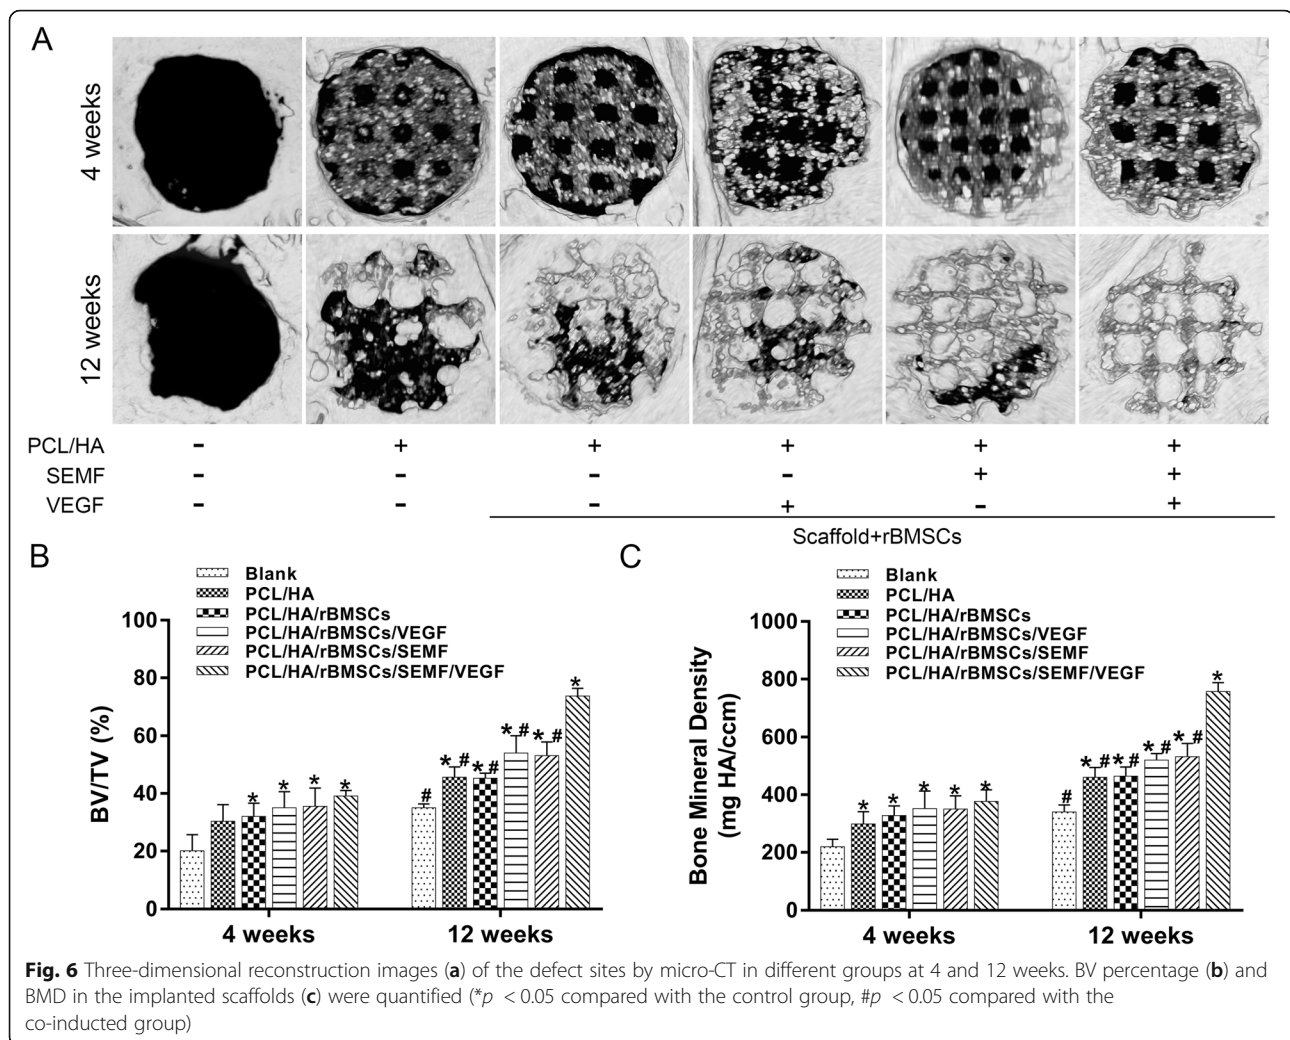 A
4 weeks
12 weeks
PCL/HA - + + + + +
SEMF - - - - + +
VEGF - - - + - +
Scaffold+rBMSCs
B
Blank
PCL/HA
PCL/HA/rBMSCs
PCL/HA/rBMSCs/VEGF
PCL/HA/rBMSCs/SEMF
PCL/HA/rBMSCs/SEMF/VEGF
BV/TV (%)
100
80
60
40
20
0
* * * *
# *# *# *# *# *
4 weeks 12 weeks
C
Blank
PCL/HA
PCL/HA/rBMSCs
PCL/HA/rBMSCs/VEGF
PCL/HA/rBMSCs/SEMF
PCL/HA/rBMSCs/SEMF/VEGF
Bone Mineral Density
(mg HA/ccm)
1000
800
600
400
200
0
* * * * *
# *# *# *# *# *
4 weeks 12 weeks
Fig. 6 Three-dimensional reconstruction images (a) of the defect sites by micro-CT in different groups at 4 and 12 weeks. BV percentage (b) and
BMD in the implanted scaffolds (c) were quantified (*p < 0.05 compared with the control group, #p < 0.05 compared with the
co-inducted group)